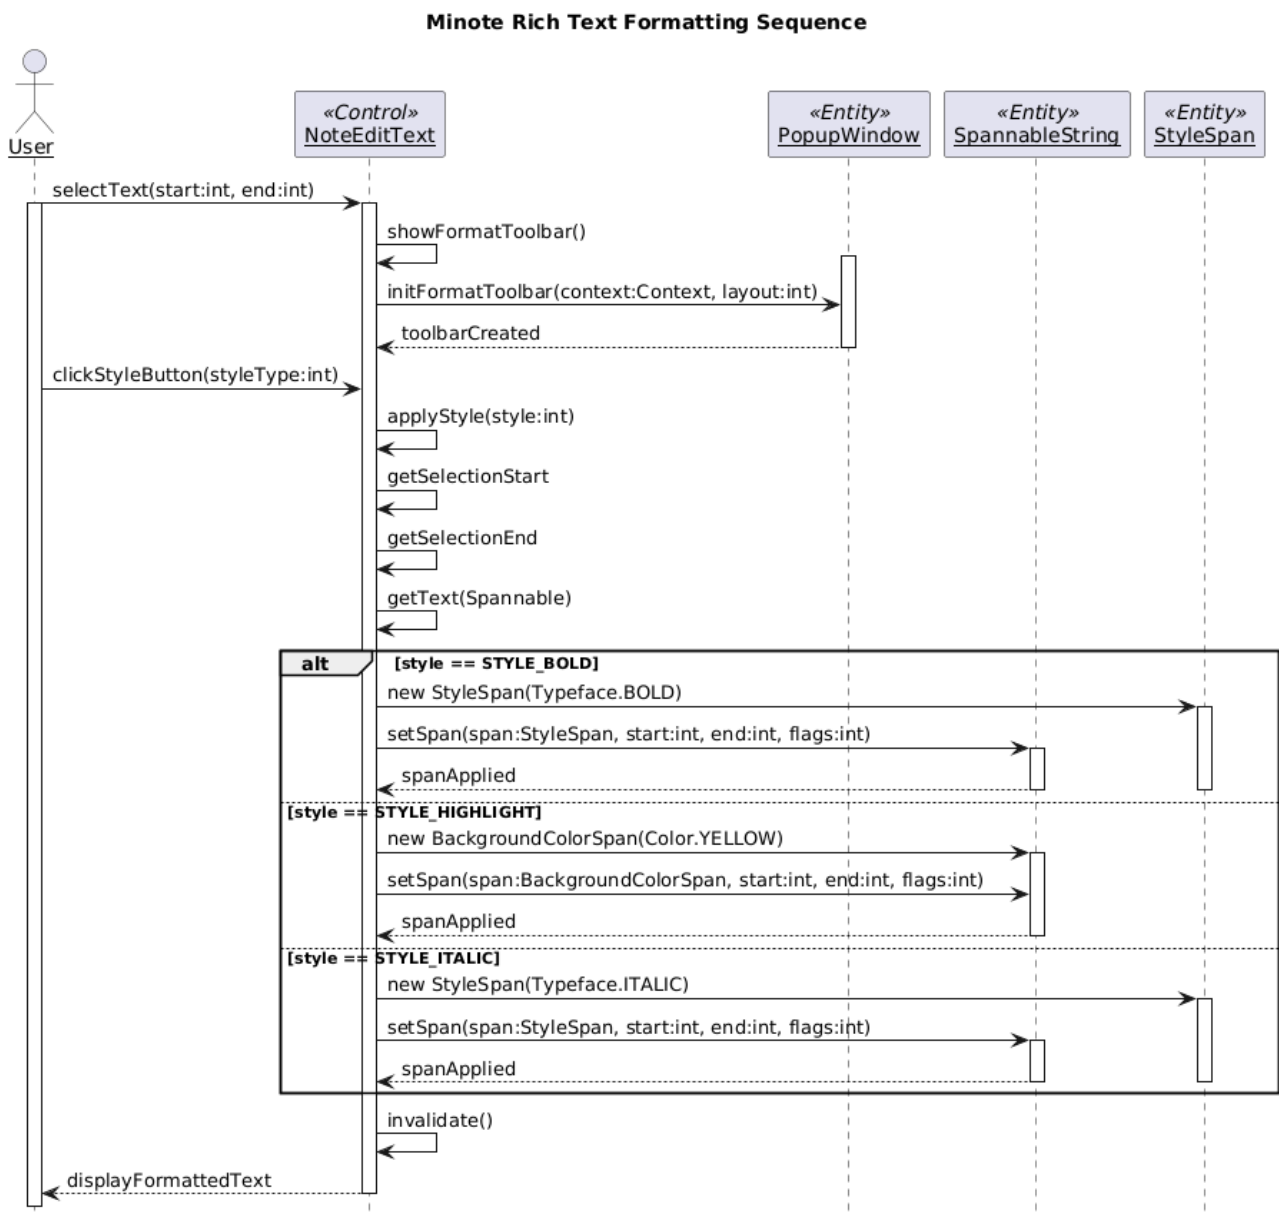 Minote Rich Text Formatting Sequence
User
«Control»
NoteEditText
«Entity»
PopupWindow
«Entity»
SpannableString
«Entity»
StyleSpan
selectText(start:int, end:int)
showFormatToolbar()
initFormatToolbar(context:Context, layout:int)
toolbarCreated
clickStyleButton(styleType:int)
applyStyle(style:int)
getSelectionStart
getSelectionEnd
getText(Spannable)
alt [style == STYLE_BOLD]
new StyleSpan(Typeface.BOLD)
setSpan(span:StyleSpan, start:int, end:int, flags:int)
spanApplied
[style == STYLE_HIGHLIGHT]
new BackgroundColorSpan(Color.YELLOW)
setSpan(span:BackgroundColorSpan, start:int, end:int, flags:int)
spanApplied
[style == STYLE_ITALIC]
new StyleSpan(Typeface.ITALIC)
setSpan(span:StyleSpan, start:int, end:int, flags:int)
spanApplied
invalidate()
displayFormattedText